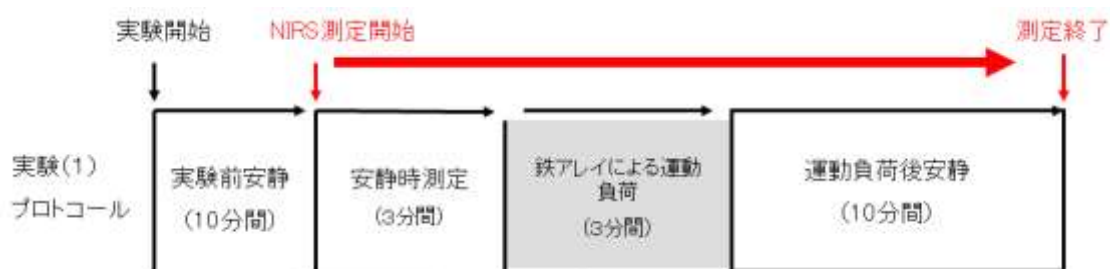 実験開始
NIRS測定開始
測定終了
実験(1)
プロトコール
実験前安静
(10分間)
安静時測定
(3分間)
鉄アレイによる運動
負荷
(3分間)
運動負荷後安静
(10分間)